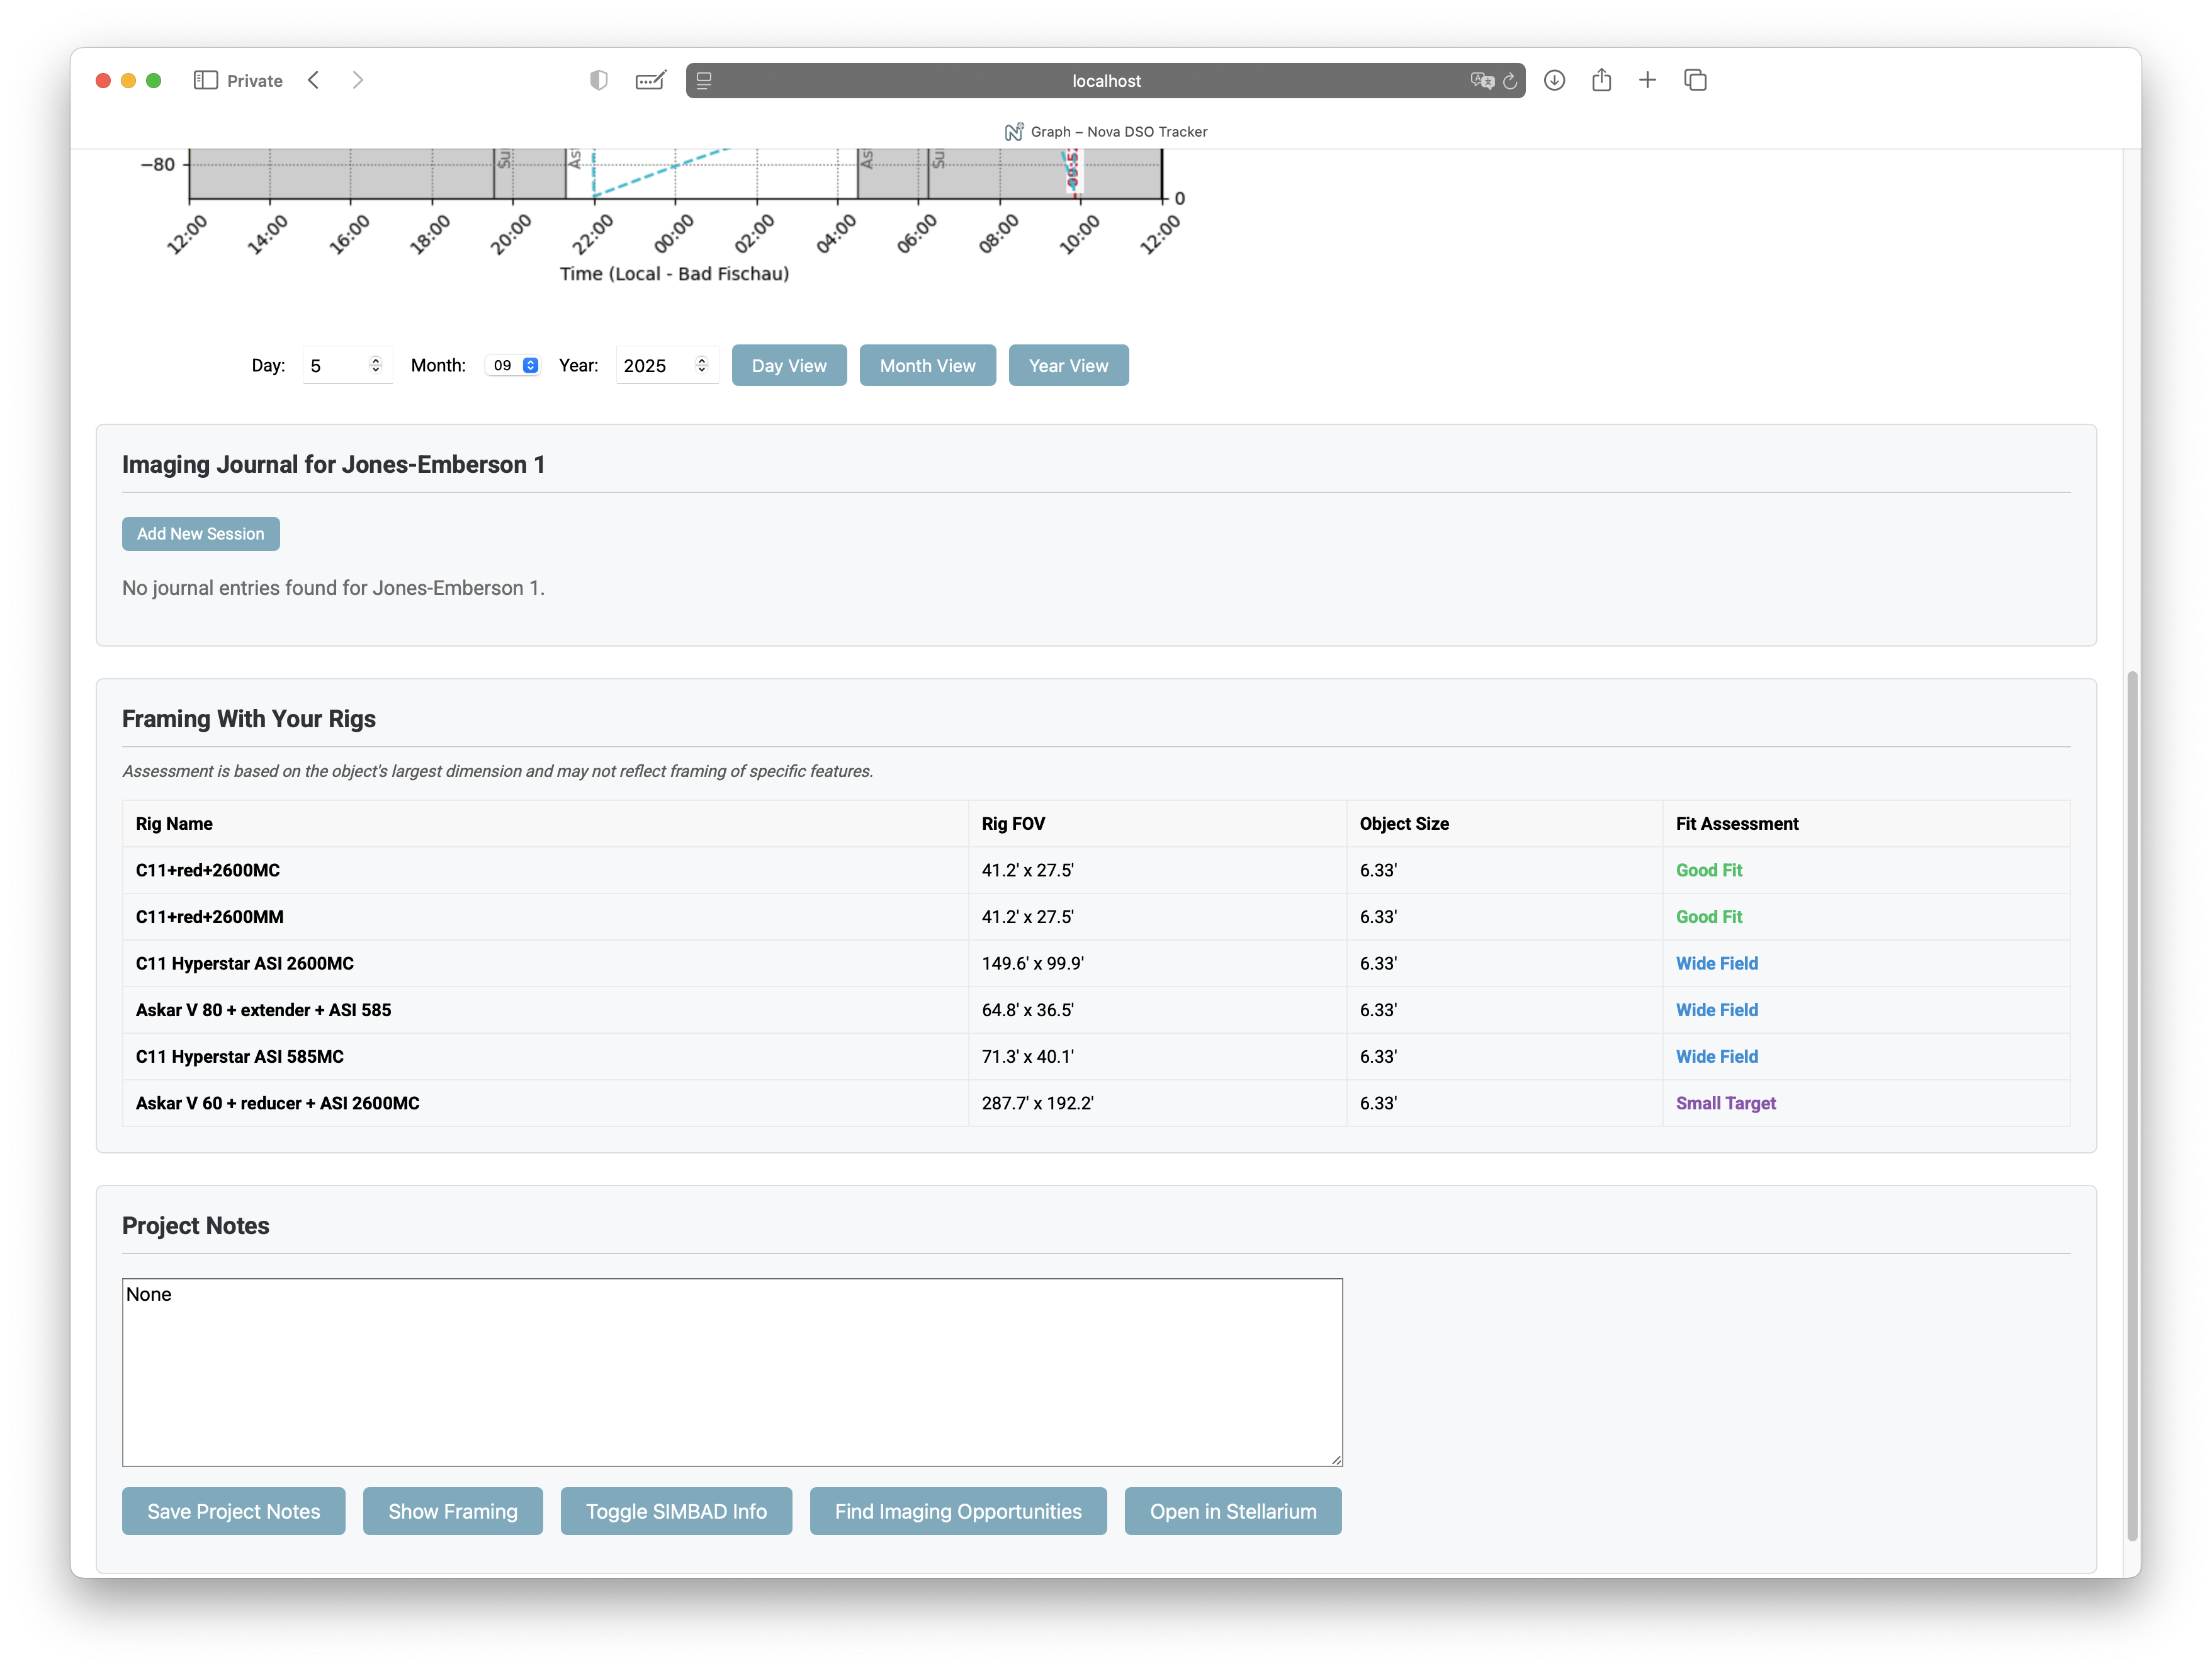 Private
localhost
Graph – Nova DSO Tracker
−80
0
12:00 14:00 16:00 18:00 20:00 22:00 00:00 02:00 04:00 06:00 08:00 10:00 12:00
Time (Local - Bad Fischau)
Day: 5 Month: 09 Year: 2025 Day View Month View Year View
Imaging Journal for Jones-Emberson 1
Add New Session
No journal entries found for Jones-Emberson 1.
Framing With Your Rigs
Assessment is based on the object's largest dimension and may not reflect framing of specific features.
Rig Name Rig FOV Object Size Fit Assessment
C11+red+2600MC 41.2' x 27.5' 6.33' Good Fit
C11+red+2600MM 41.2' x 27.5' 6.33' Good Fit
C11 Hyperstar ASI 2600MC 149.6' x 99.9' 6.33' Wide Field
Askar V 80 + extender + ASI 585 64.8' x 36.5' 6.33' Wide Field
C11 Hyperstar ASI 585MC 71.3' x 40.1' 6.33' Wide Field
Askar V 60 + reducer + ASI 2600MC 287.7' x 192.2' 6.33' Small Target
Project Notes
None
Save Project Notes Show Framing Toggle SIMBAD Info Find Imaging Opportunities Open in Stellarium